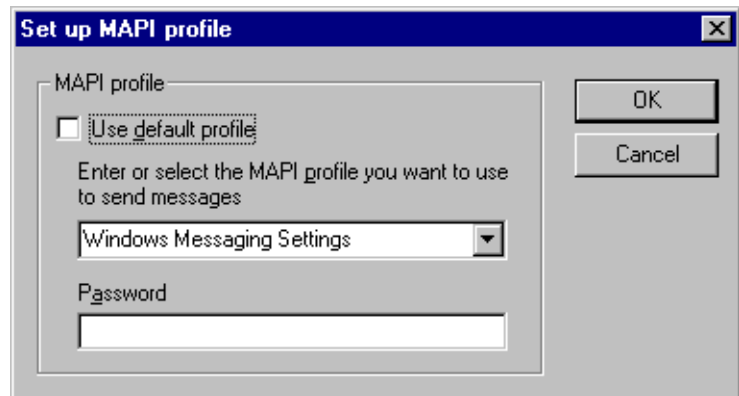 Set up MAPI profile
MAPI profile
OK
Use default profile
Cancel
Enter or select the MAPI profile you want to use
to send messages
Windows Messaging Settings
Password